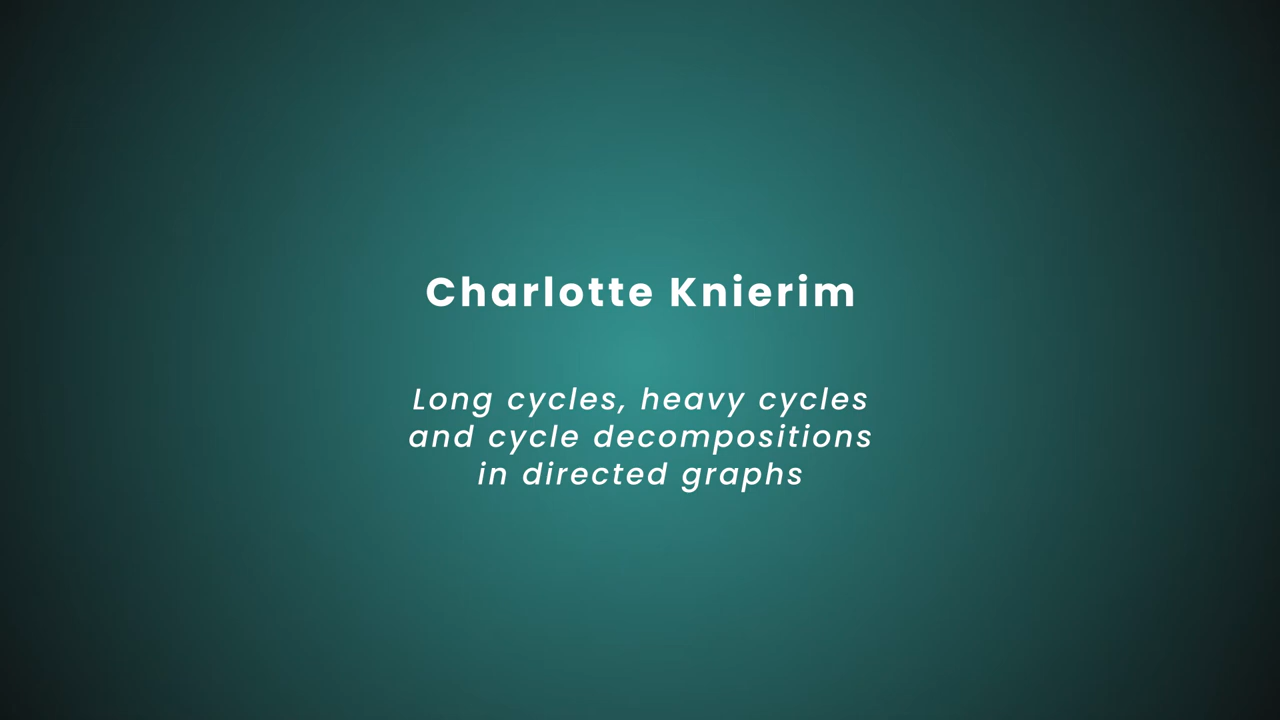 Charlotte Knierim
Long cycles, heavy cycles
and cycle decompositions
in directed graphs